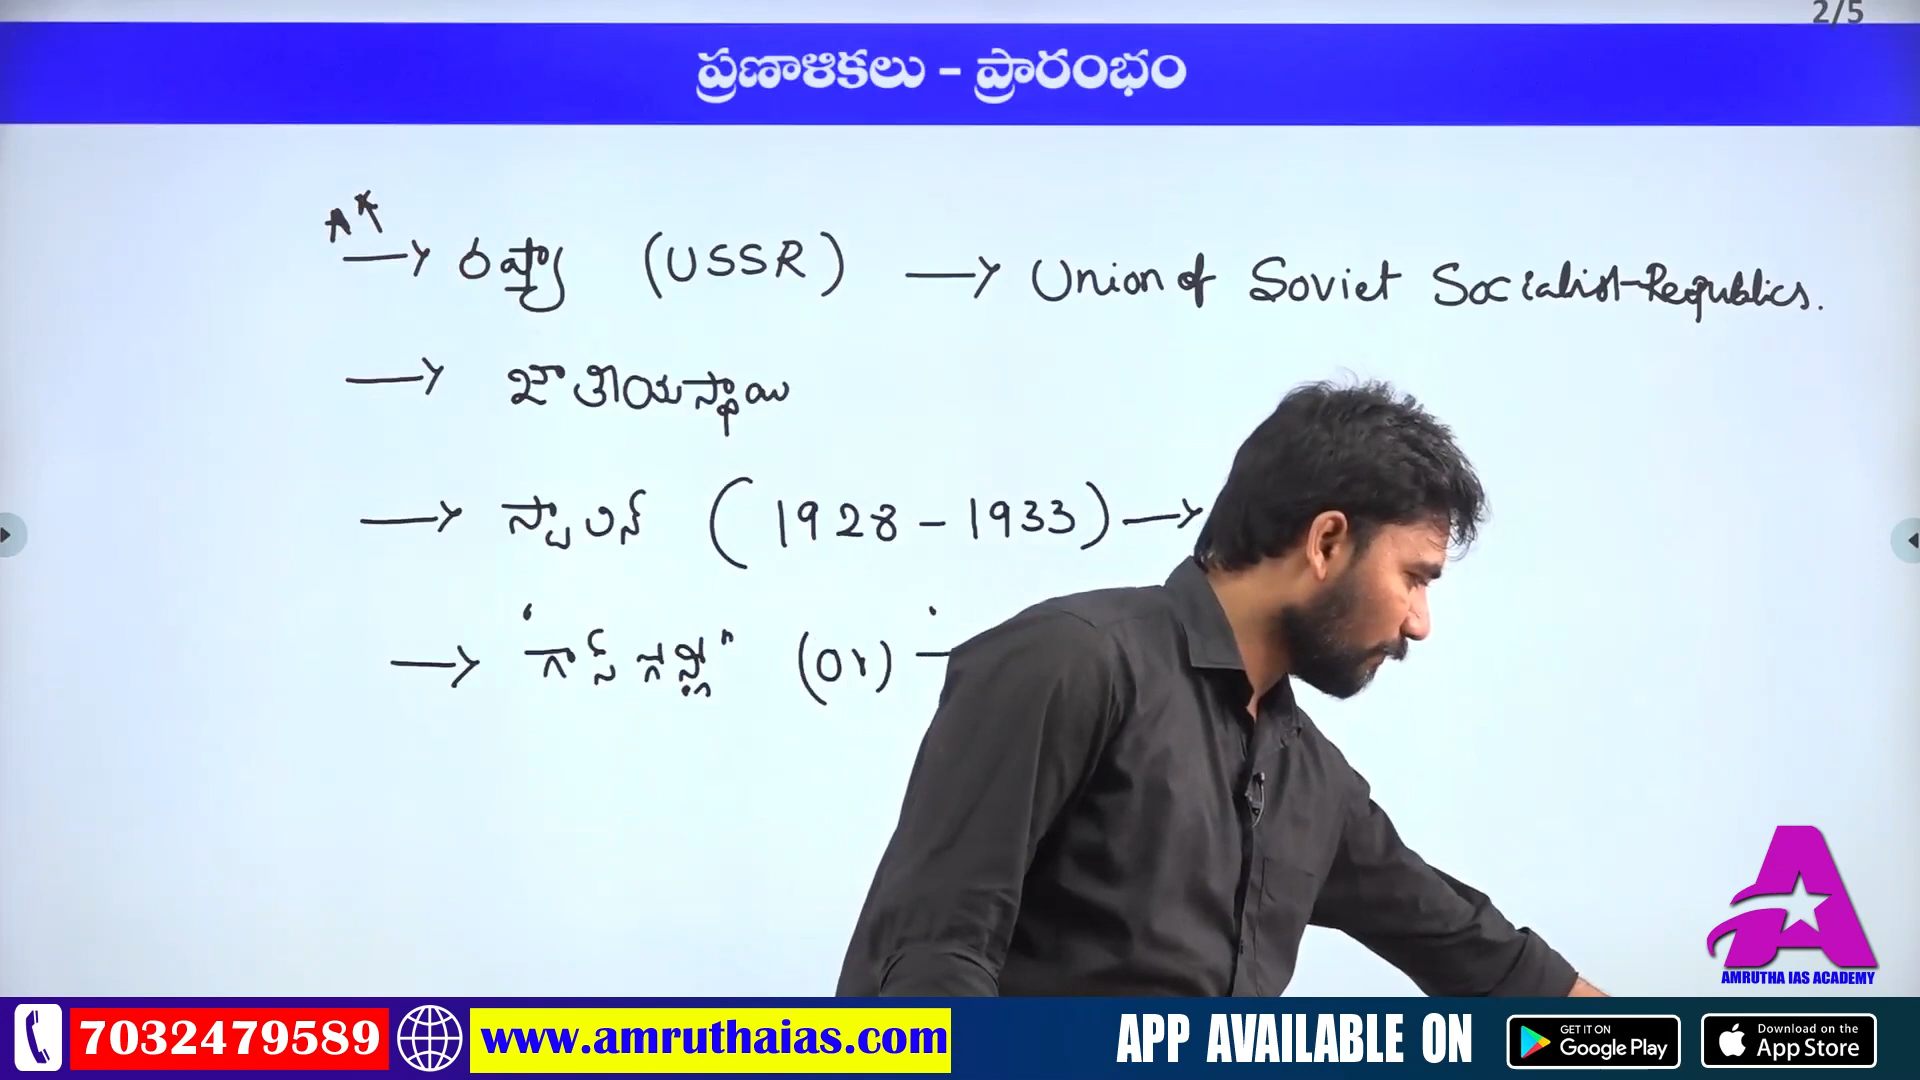 2/5
ప్రణాళికలు - ప్రారంభం
→ రష్యా (USSR) → Union of Soviet Socialist Republics.
→ జాతీయస్థాయి
→ స్టాలిన్ (1928 - 1933) →
→ "గాస్ ప్లాన్" (or)
AMRUTHA IAS ACADEMY
7032479589 www.amruthaias.com APP AVAILABLE ON GET IT ON Google Play Download on the App Store